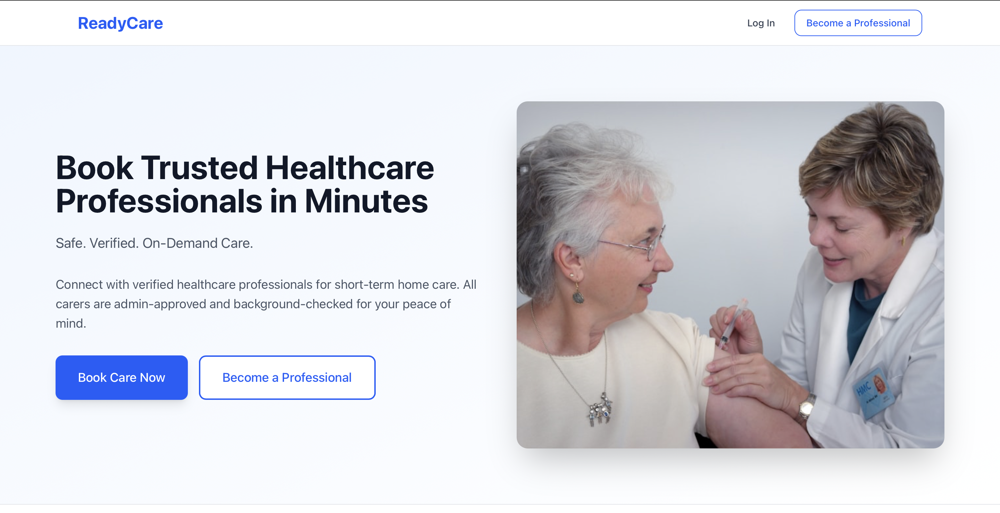 ReadyCare
Log In
Become a Professional
Book Trusted Healthcare
Professionals in Minutes
Safe. Verified. On-Demand Care.
Connect with verified healthcare professionals for short-term home care. All
carers are admin-approved and background-checked for your peace of
mind.
Book Care Now
Become a Professional
HMC